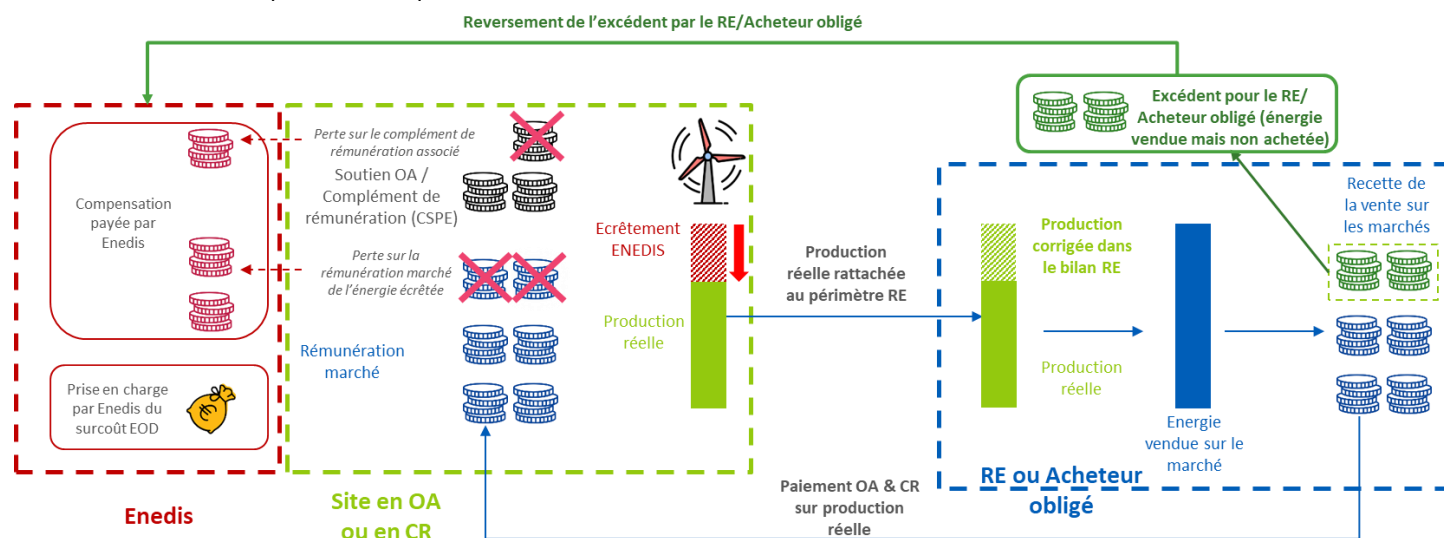 Reversement de l'excédent par le RE/Acheteur obligé
Compensation
payée par
Enedis
Prise en charge
par Enedis du
surcoût EOD
Enedis
Perte sur le complément de
rémunération associé
Soutien OA /
Complément de
rémunération (CSPE)
Perte sur la
rémunération marché
de l'énergie écrêtée
Rémunération
marché
Ecrêtement
ENEDIS
Production
réelle
Site en OA
ou en CR
Production
réelle rattachée
au périmètre RE
Paiement OA & CR
sur production
réelle
Excédent pour le RE/
Acheteur obligé (énergie
vendue mais non achetée)
Production
corrigée dans
le bilan RE
Production
réelle
Energie
vendue sur le
marché
Recette de
la vente sur
les marchés
RE ou Acheteur
obligé